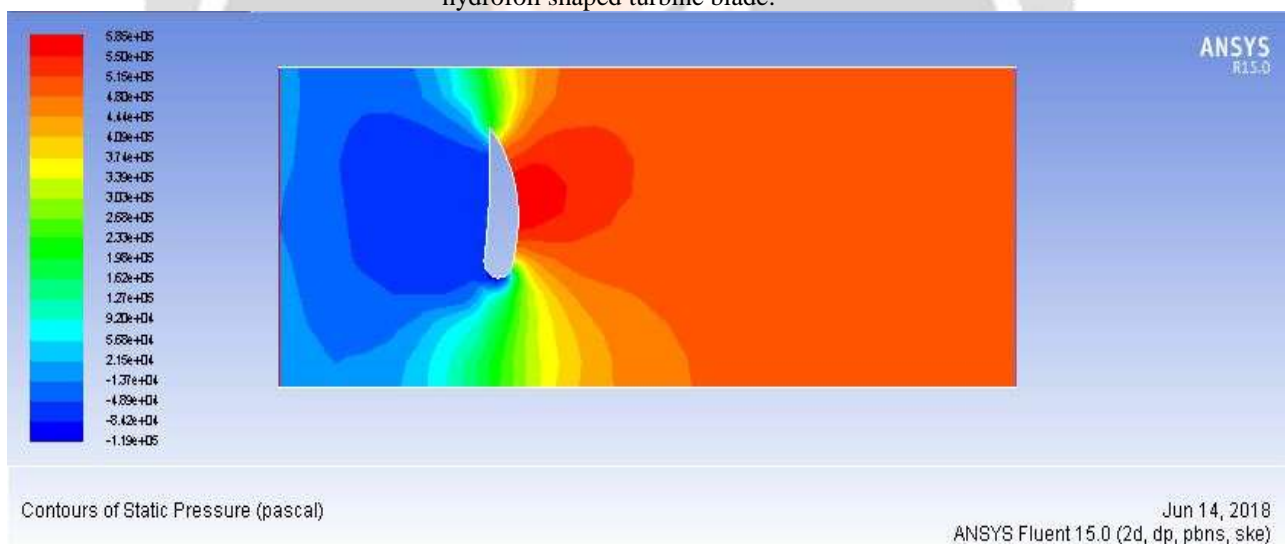 hydrofoil shaped turbine blade.
ANSYS
R15.0
5.85e+05
5.50e+05
5.15e+05
4.80e+05
4.44e+05
4.09e+05
3.74e+05
3.39e+05
3.03e+05
2.68e+05
2.33e+05
1.98e+05
1.62e+05
1.27e+05
9.20e+04
5.68e+04
2.15e+04
-1.37e+04
-4.89e+04
-8.42e+04
-1.19e+05
Contours of Static Pressure (pascal)
Jun 14, 2018
ANSYS Fluent 15.0 (2d, dp, pbns, ske)